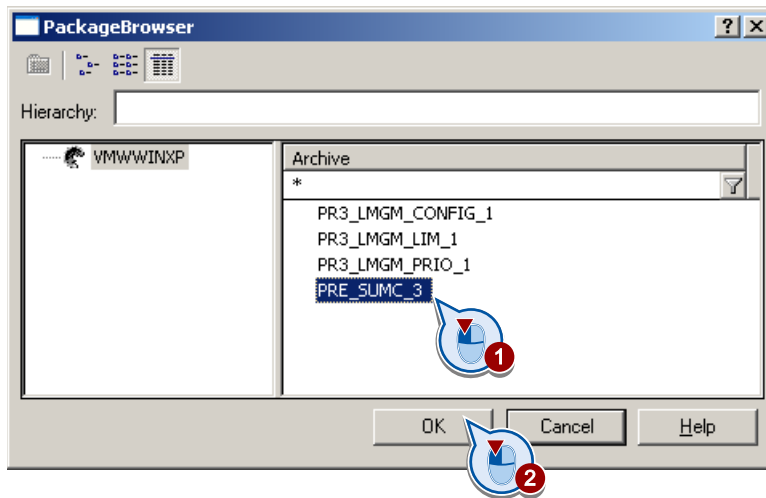 PackageBrowser
Hierarchy:
VMWWINXP
Archive
*
PR3_LMGM_CONFIG_1
PR3_LMGM_LIM_1
PR3_LMGM_PRIO_1
PRE_SUMC_3
1
OK Cancel Help
2